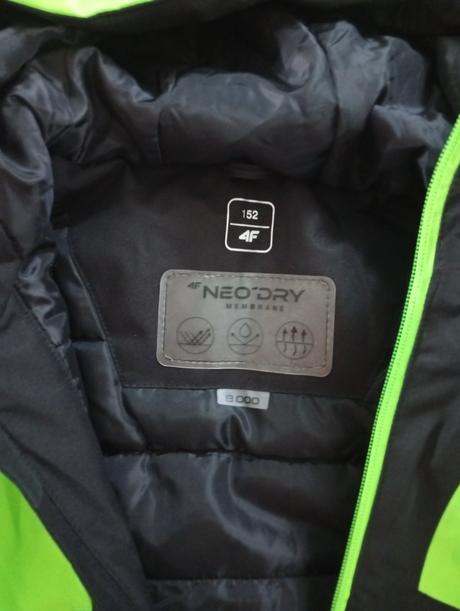 152
4F
4F NEO DRY
MEMBRANE
8 000